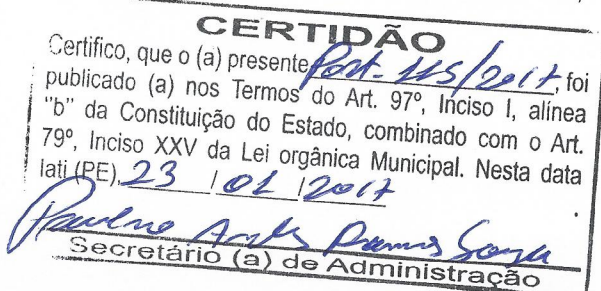 CERTIDÃO
Certifico, que o (a) presente Port- 115/2017, foi
publicado (a) nos Termos do Art. 97º, Inciso I, alínea
"b" da Constituição do Estado, combinado com o Art.
79º, Inciso XXV da Lei orgânica Municipal. Nesta data
Iati (PE) 23 / 01 / 2017.
Secretário (a) de Administração